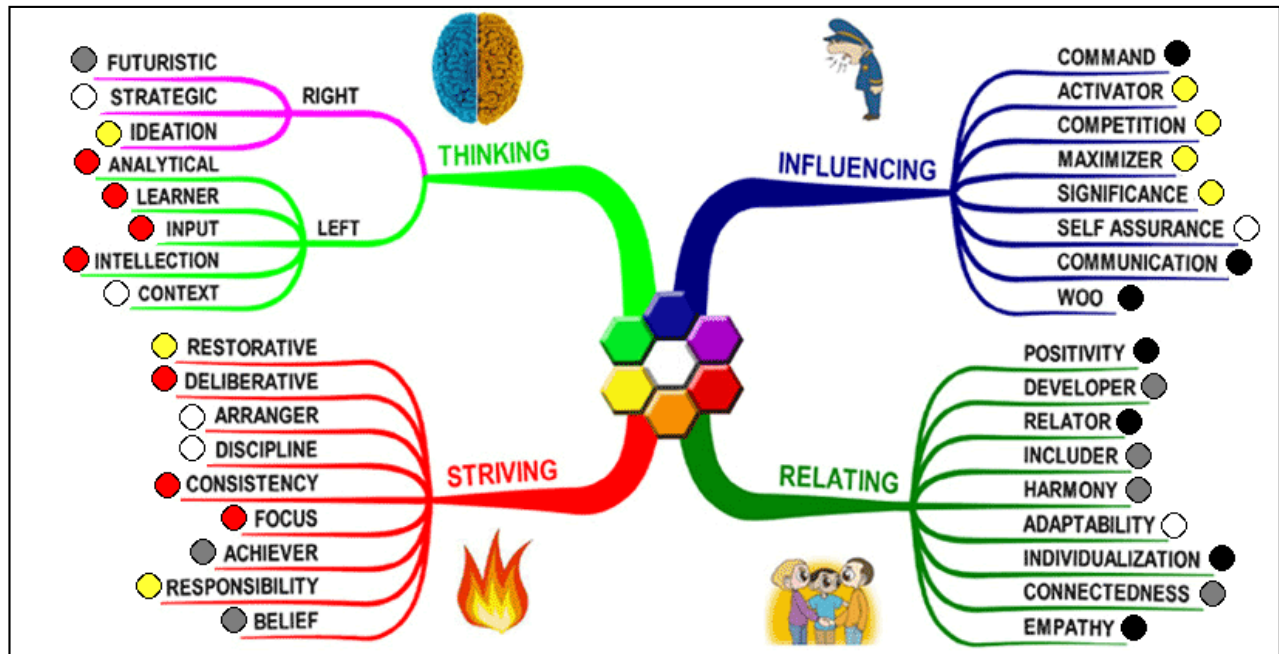 FUTURISTIC
STRATEGIC
IDEATION
RIGHT
ANALYTICAL
LEARNER
INPUT
INTELLECTION
CONTEXT
LEFT
THINKING
COMMAND
ACTIVATOR
COMPETITION
MAXIMIZER
SIGNIFICANCE
SELF ASSURANCE
COMMUNICATION
WOO
INFLUENCING
RESTORATIVE
DELIBERATIVE
ARRANGER
DISCIPLINE
CONSISTENCY
FOCUS
ACHIEVER
RESPONSIBILITY
BELIEF
STRIVING
POSITIVITY
DEVELOPER
RELATOR
INCLUDER
HARMONY
ADAPTABILITY
INDIVIDUALIZATION
CONNECTEDNESS
EMPATHY
RELATING